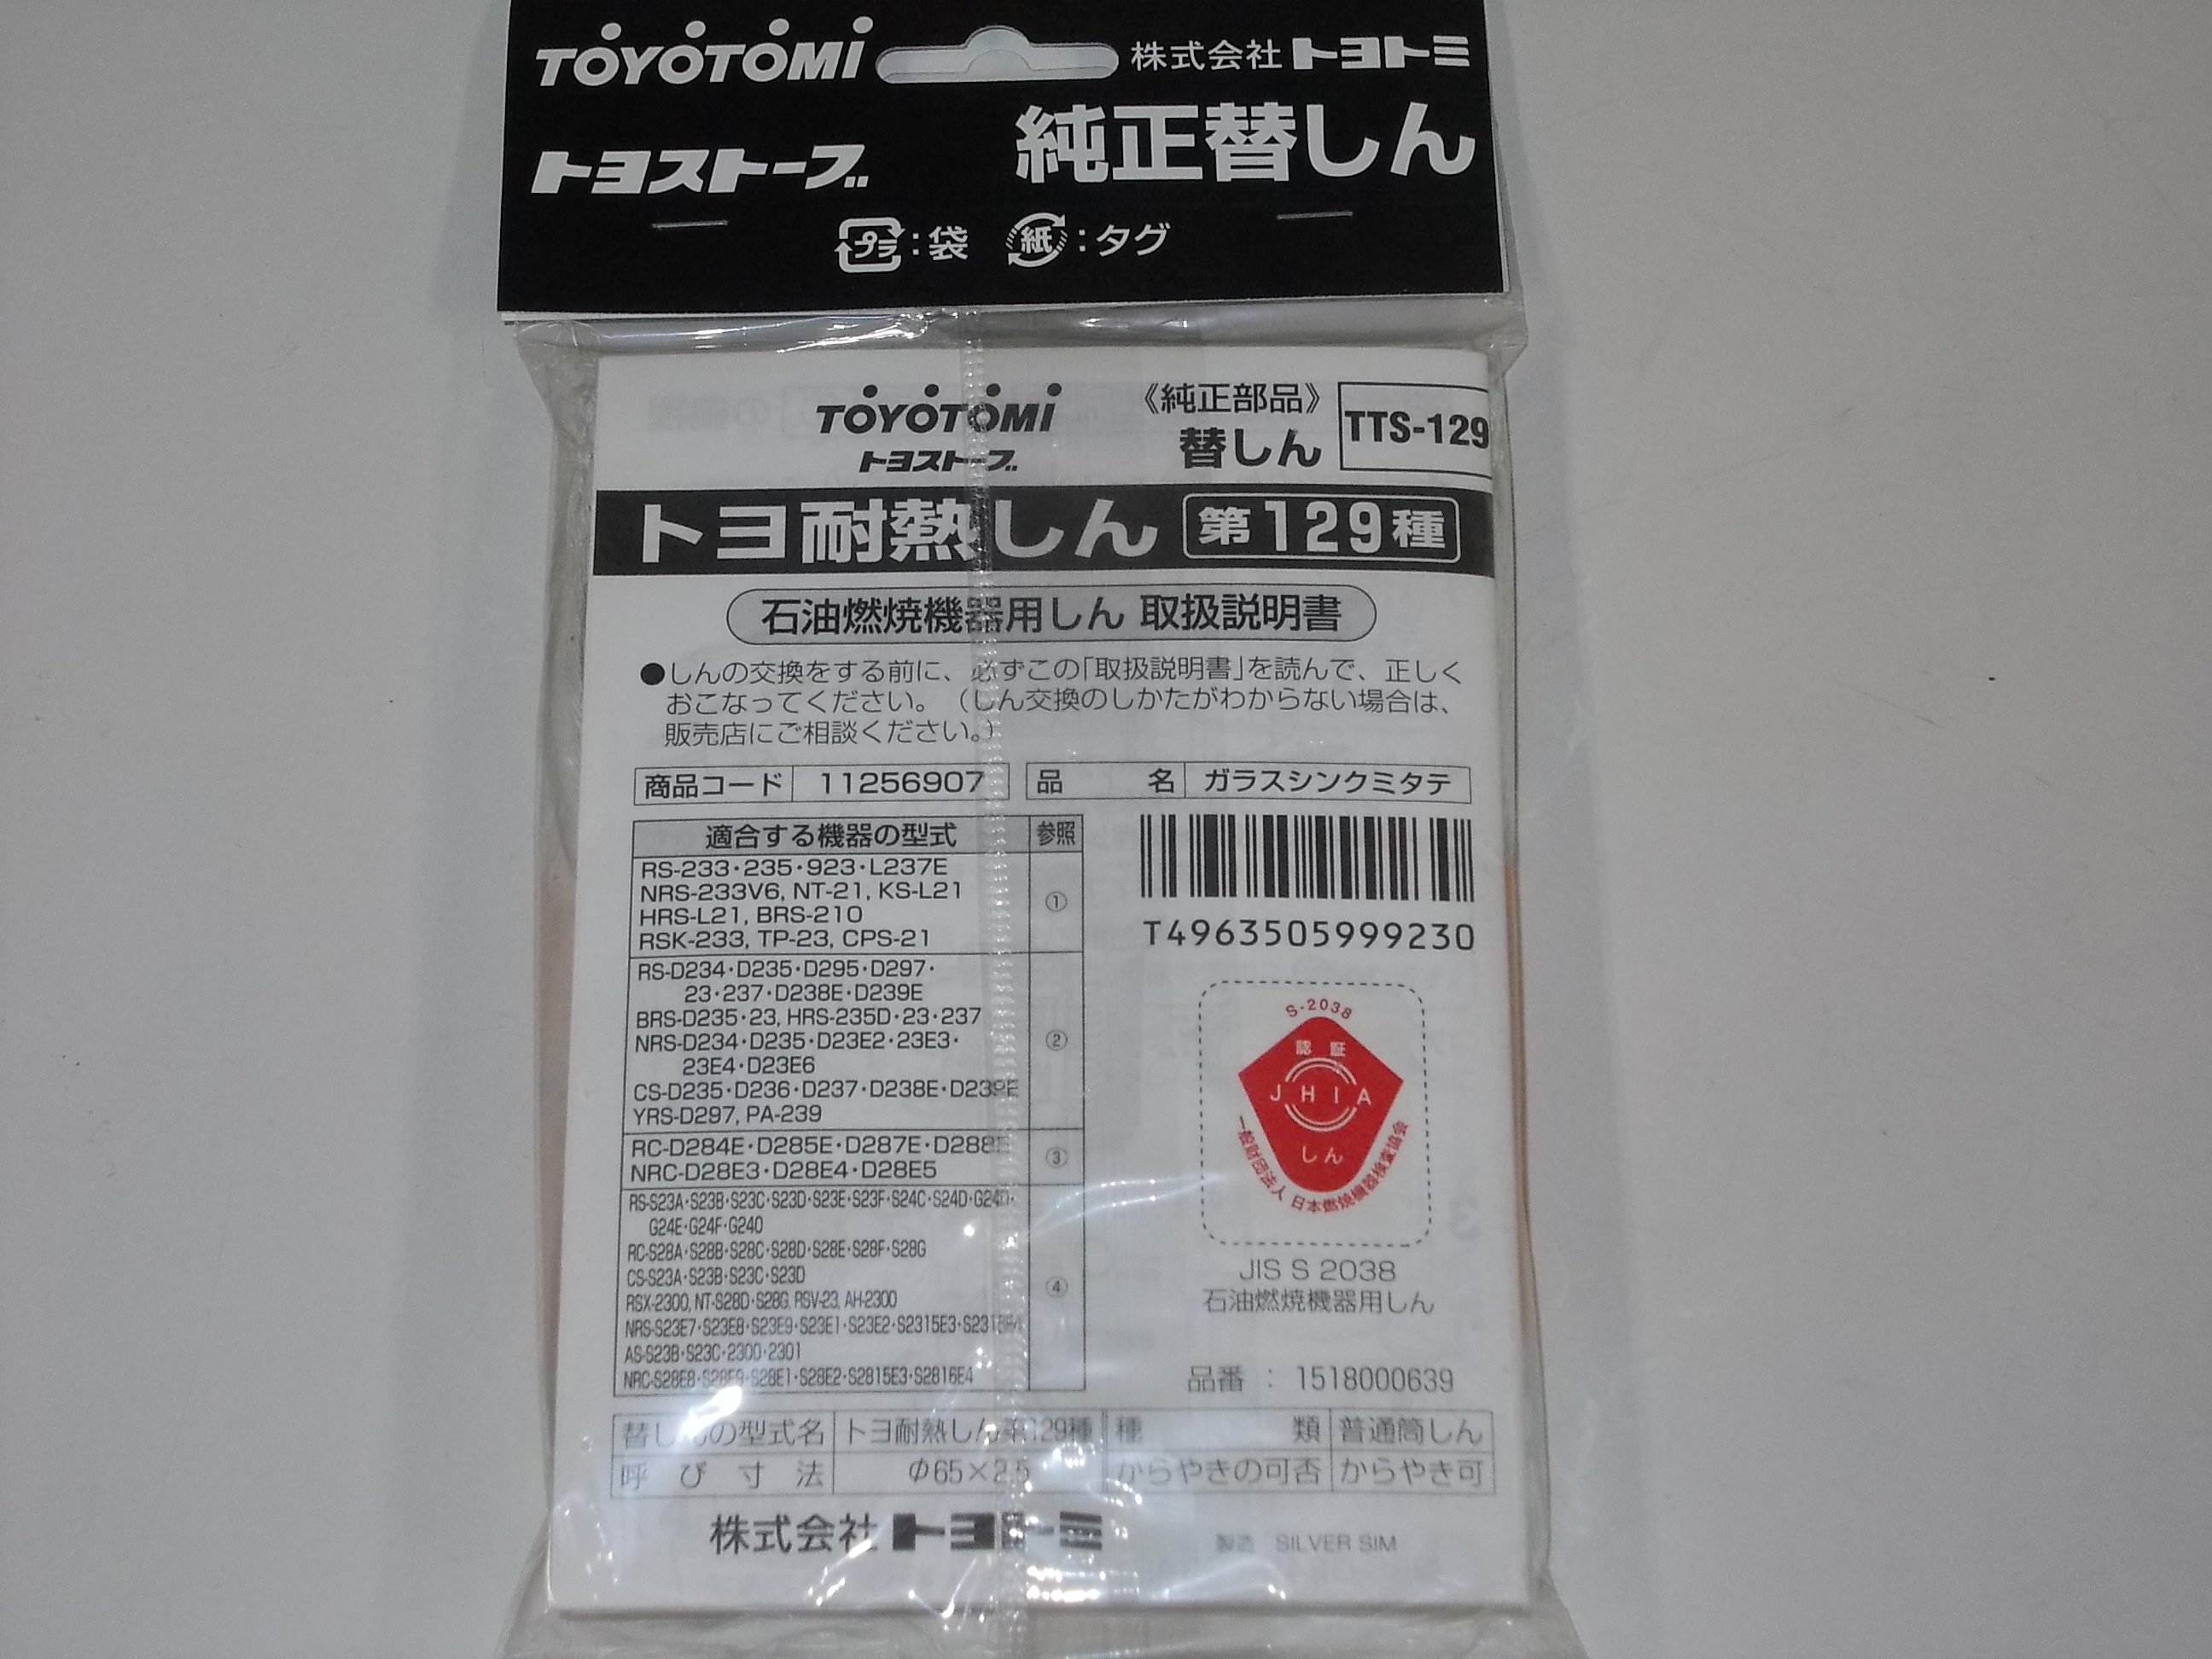 TOYOTOMI 株式会社トヨトミ
トヨストーブ 純正替しん
プラ:袋 紙:タグ
TOYOTOMI 《純正部品》 TTS-129
トヨストーブ 替しん
トヨ耐熱しん 第129種
石油燃焼機器用しん 取扱説明書
●しんの交換をする前に、必ずこの「取扱説明書」を読んで、正しく
おこなってください。(しん交換のしかたがわからない場合は、
販売店にご相談ください。)
商品コード 11256907 品名 ガラスシンクミタテ
適合する機器の型式 参照
RS-233・235・923・L237E
NRS-233V6, NT-21, KS-L21
HRS-L21, BRS-210
RSK-233, TP-23, CPS-21
①
RS-D234・D235・D295・D297・
23・237・D238E・D239E
BRS-D235・23, HRS-235D・23・237
NRS-D234・D235・D23E2・23E3・
23E4・D23E6
CS-D235・D236・D237・D238E・D239E
YRS-D297, PA-239
②
RC-D284E・D285E・D287E・D288E
NRC-D28E3・D28E4・D28E5
③
RS-S23A・S23B・S23C・S23D・S23E・S23F・S24C・S24D・G24D・
G24E・G24F・G240
RC-S28A・S28B・S28C・S28D・S28E・S28F・S28G
CS-S23A・S23B・S23C・S23D
RSX-2300, NT-S28D・S28G, RSV-23, AH-2300
NRS-S23E7・S23E8・S23E9・S23E1・S23E2・S2315E3・
AS-S23B・S23C・2300・2301
NRC-S28E8・S28E9・S28E1・S28E2・S2815E3・S2816E4
④
T4963505999230
S-2038
認証
JHIA
しん
一般財団法人 日本燃焼機器検査協会
JIS S 2038
石油燃焼機器用しん
品番 : 1518000639
替しんの型式名 トヨ耐熱しん第129種 種類 普通筒しん
呼び寸法 Φ65×2.5 からやきの可否 からやき可
株式会社トヨトミ 製造 SILVER SIM